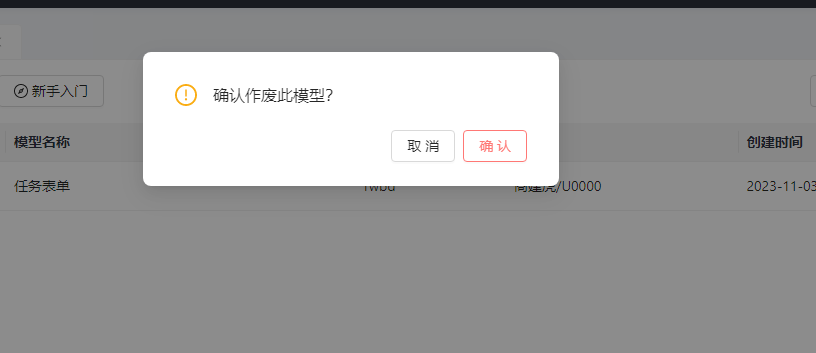 新手入门
确认作废此模型？
取 消
确 认
模型名称
创建时间
任务表单
/U0000
2023-11-03